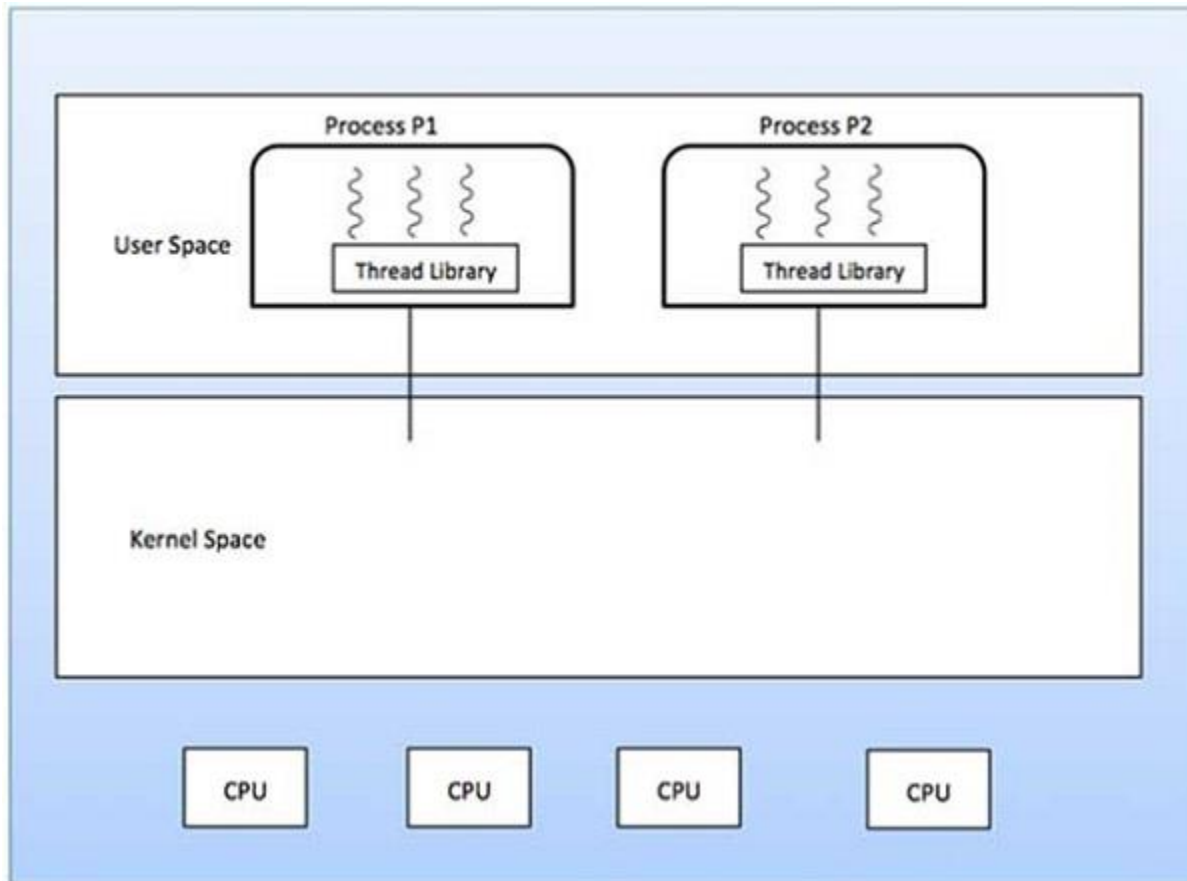 Process P1
Process P2
User Space
Thread Library
Thread Library
Kernel Space
CPU
CPU
CPU
CPU